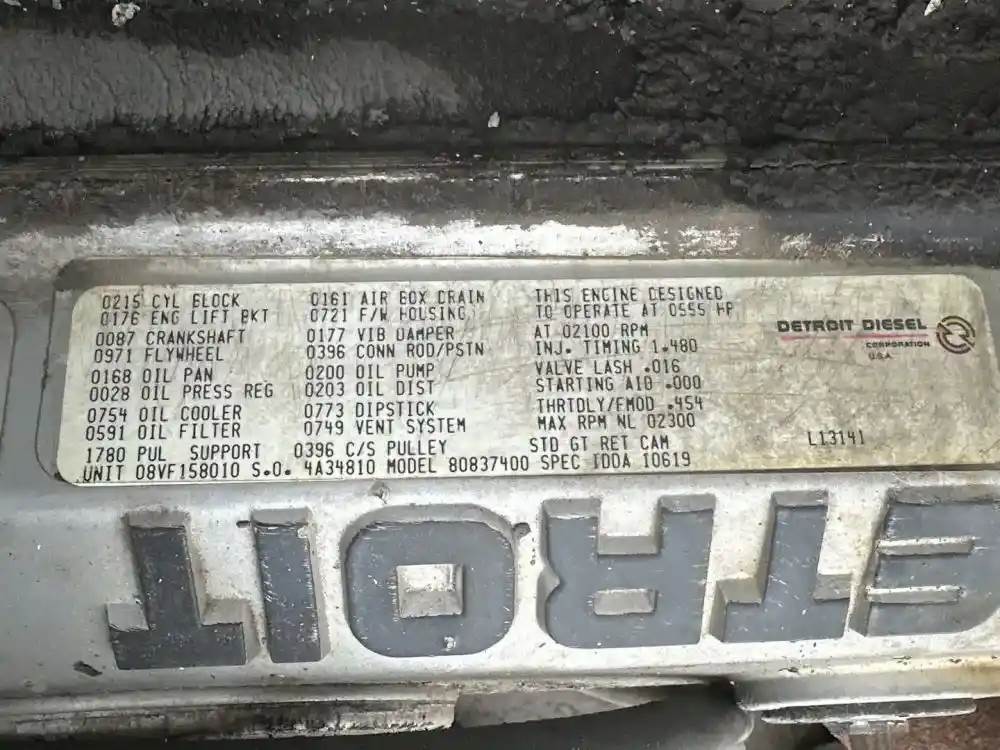 0215 CYL BLOCK
0176 ENG LIFT BKT
0087 CRANKSHAFT
0971 FLYWHEEL
0168 OIL PAN
0028 OIL PRESS REG
0754 OIL COOLER
0591 OIL FILTER
1780 PUL SUPPORT
0161 AIR BOX DRAIN
0721 F/W HOUSING
0177 VIB DAMPER
0396 CONN ROD/PSTN
0200 OIL PUMP
0203 OIL DIST
0773 DIPSTICK
0749 VENT SYSTEM
0396 C/S PULLEY
THIS ENGINE DESIGNED
TO OPERATE AT 0555 HP
AT 02100 RPM
INJ. TIMING 1.480
VALVE LASH .016
STARTING AID .000
THRTDLY/FMOD .454
MAX RPM NL 02300
STD GT RET CAM
UNIT 08VF158010 S.O. 4A34810 MODEL 80837400 SPEC IDDA I0619
DETROIT DIESEL
CORPORATION
U.S.A.
L13141
ETROIT